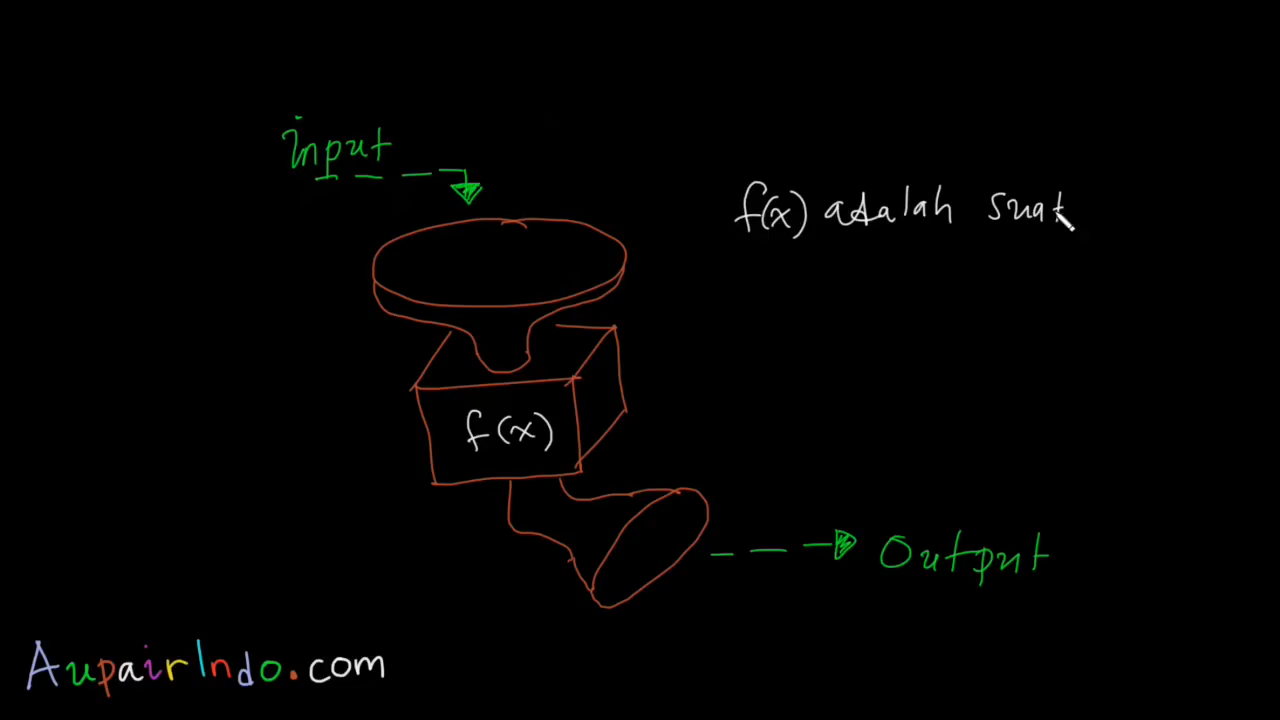 input
f(x) adalah suat
f(x)
Output
AupairIndo.com